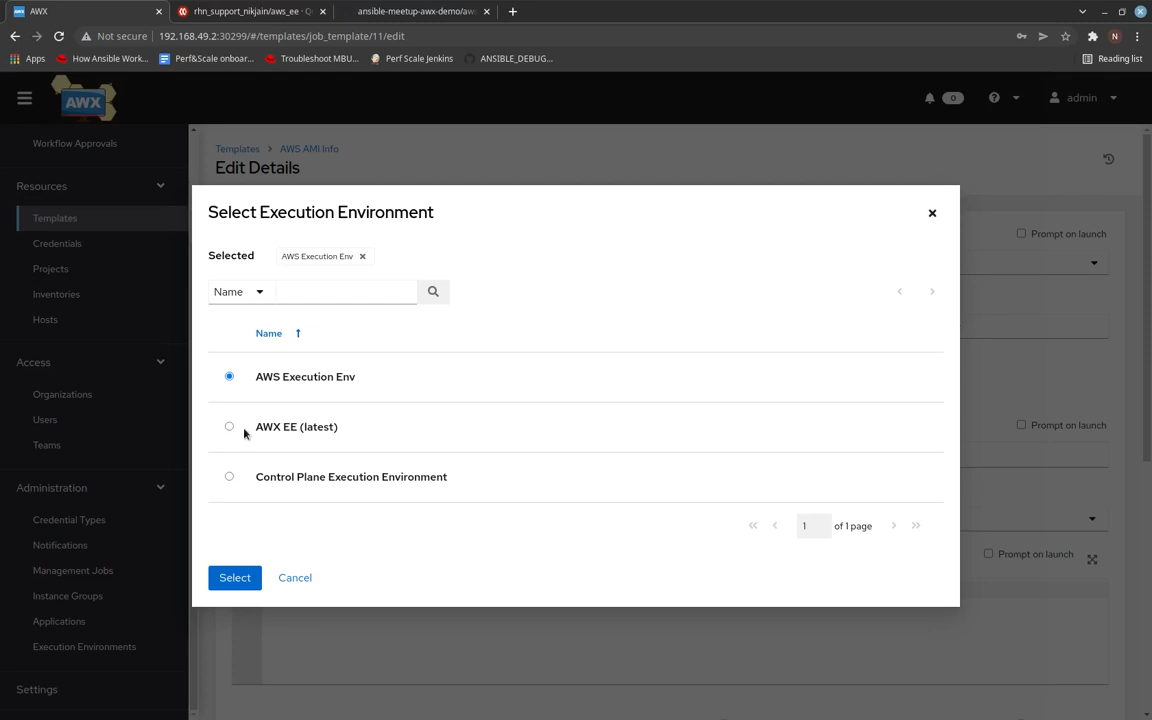 AWX
rhn_support_nikjain/aws_ee · Q
ansible-meetup-awx-demo/aw
Not secure
192.168.49.2:30299/#/templates/job_template/11/edit
N
Apps
How Ansible Work...
Perf&Scale onboar...
Troubleshoot MBU...
Perf Scale Jenkins
ANSIBLE_DEBUG...
Reading list
AWX
0
admin
Workflow Approvals
Resources
Templates
Credentials
Projects
Inventories
Hosts
Access
Organizations
Users
Teams
Administration
Credential Types
Notifications
Management Jobs
Instance Groups
Applications
Execution Environments
Settings
Templates
AWS AMI Info
Edit Details
Prompt on launch
Prompt on launch
Prompt on launch
Select Execution Environment
Selected
AWS Execution Env
Name
Name
AWS Execution Env
AWX EE (latest)
Control Plane Execution Environment
1
of 1 page
Select
Cancel